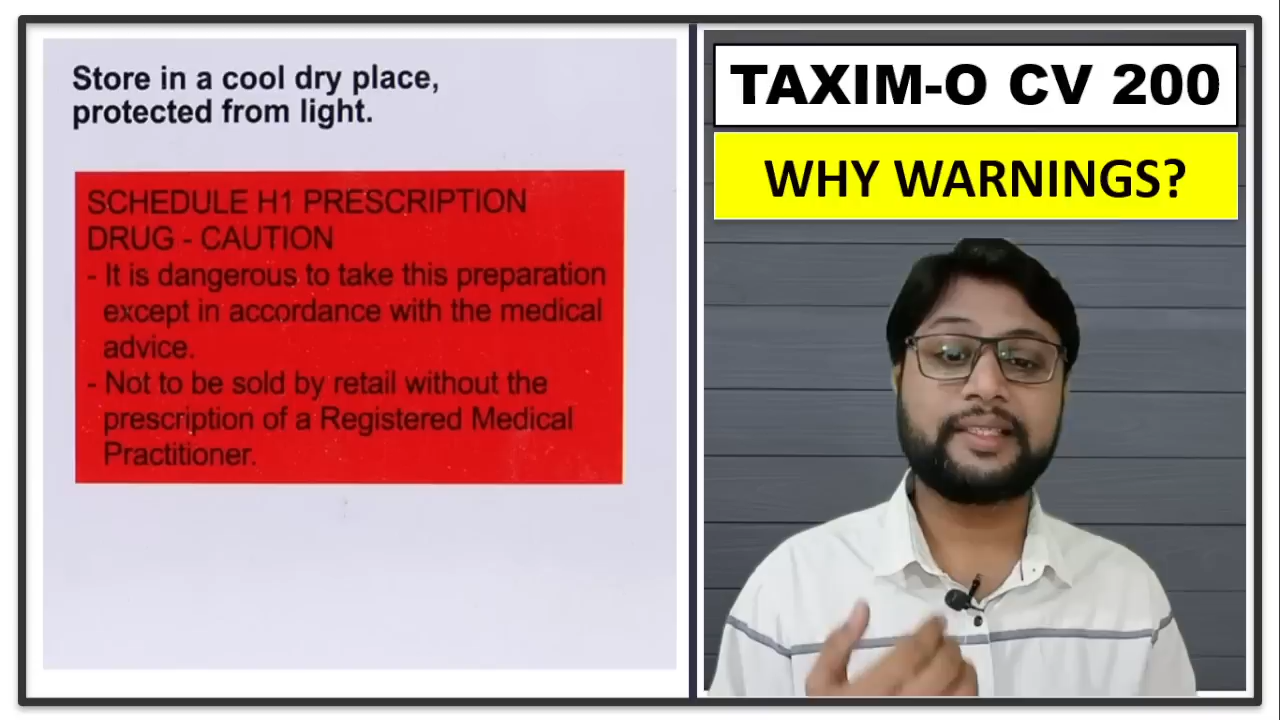 Store in a cool dry place,
protected from light.
SCHEDULE H1 PRESCRIPTION
DRUG - CAUTION
- It is dangerous to take this preparation
except in accordance with the medical
advice.
- Not to be sold by retail without the
prescription of a Registered Medical
Practitioner.
TAXIM-O CV 200
WHY WARNINGS?